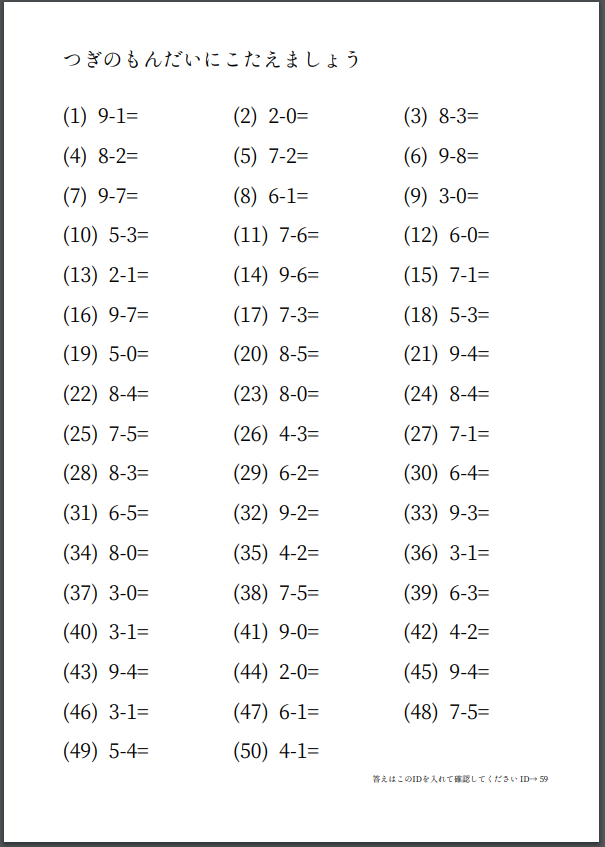 つぎのもんだいにこたえましょう
(1) 9-1= (2) 2-0= (3) 8-3=
(4) 8-2= (5) 7-2= (6) 9-8=
(7) 9-7= (8) 6-1= (9) 3-0=
(10) 5-3= (11) 7-6= (12) 6-0=
(13) 2-1= (14) 9-6= (15) 7-1=
(16) 9-7= (17) 7-3= (18) 5-3=
(19) 5-0= (20) 8-5= (21) 9-4=
(22) 8-4= (23) 8-0= (24) 8-4=
(25) 7-5= (26) 4-3= (27) 7-1=
(28) 8-3= (29) 6-2= (30) 6-4=
(31) 6-5= (32) 9-2= (33) 9-3=
(34) 8-0= (35) 4-2= (36) 3-1=
(37) 3-0= (38) 7-5= (39) 6-3=
(40) 3-1= (41) 9-0= (42) 4-2=
(43) 9-4= (44) 2-0= (45) 9-4=
(46) 3-1= (47) 6-1= (48) 7-5=
(49) 5-4= (50) 4-1=
答えはこのIDを入れて確認してください ID→ 59